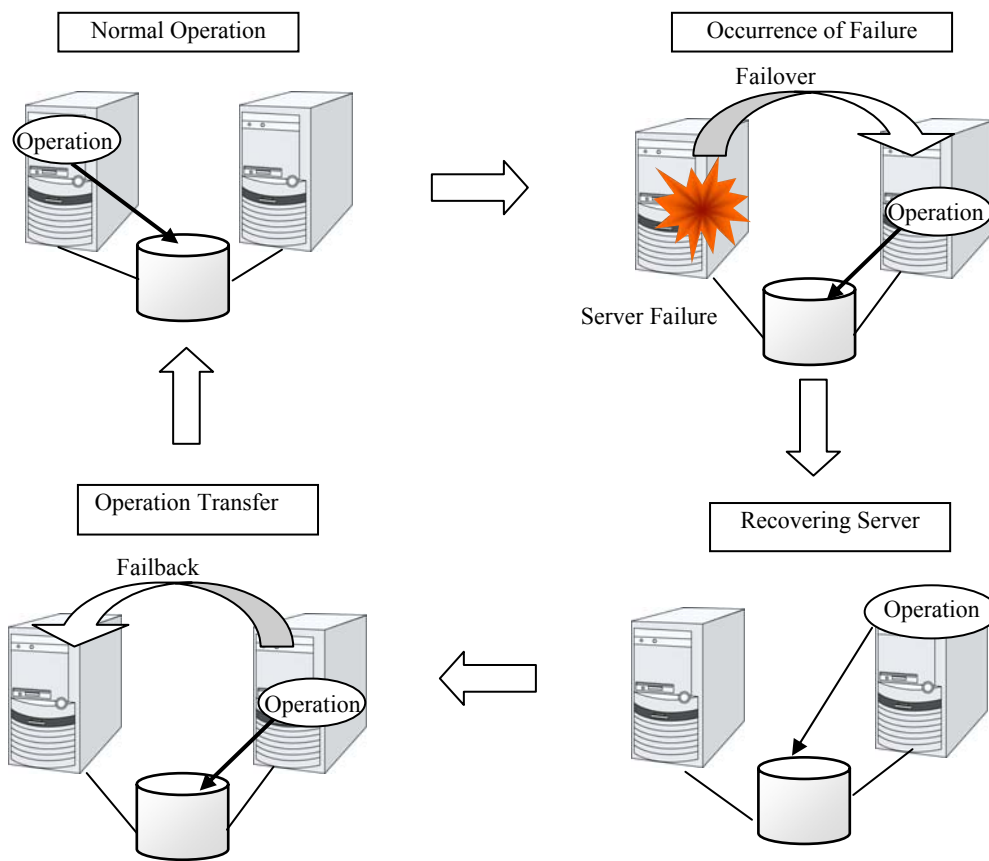 Normal Operation
Occurrence of Failure
Failover
Operation
Operation
Server Failure
Operation Transfer
Recovering Server
Failback
Operation
Operation